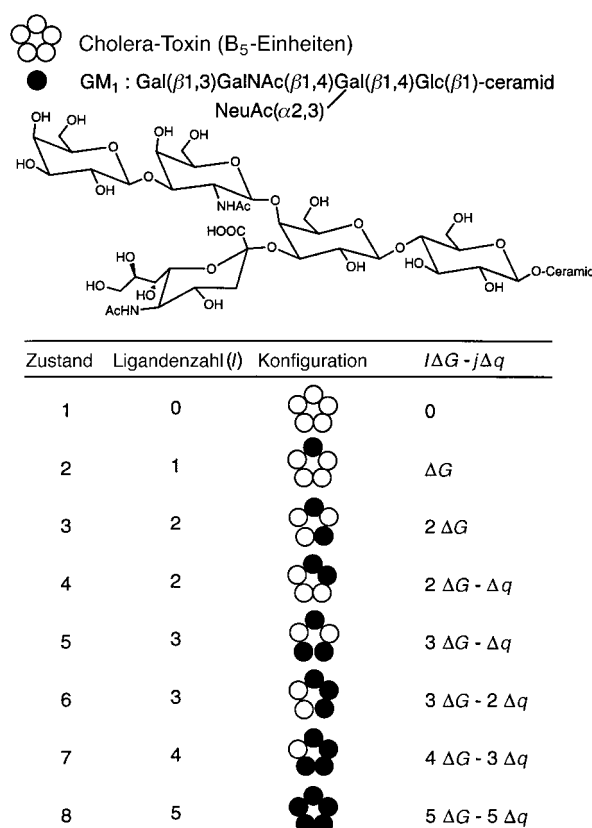 Cholera-Toxin (B₅-Einheiten)
GM₁ : Gal(β1,3)GalNAc(β1,4)Gal(β1,4)Glc(β1)-ceramid
NeuAc(α2,3)
OH OH
OH OH
HO O O
HO O O OH
OH NHAc O OH
HOOC O O
HO OH O O OH O
HO HO O-Ceramid
HO OH OH
AcHN
Zustand Ligandenzahl (l) Konfiguration lΔG - jΔq
1 0 0
2 1 ΔG
3 2 2 ΔG
4 2 2 ΔG - Δq
5 3 3 ΔG - Δq
6 3 3 ΔG - 2 Δq
7 4 4 ΔG - 3 Δq
8 5 5 ΔG - 5 Δq